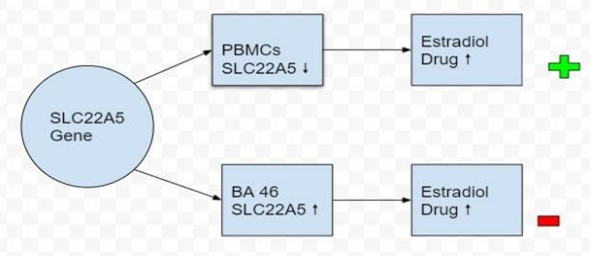 SLC22A5
Gene
PBMCs
SLC22A5 ↓
Estradiol
Drug ↑
BA 46
SLC22A5 ↑
Estradiol
Drug ↑